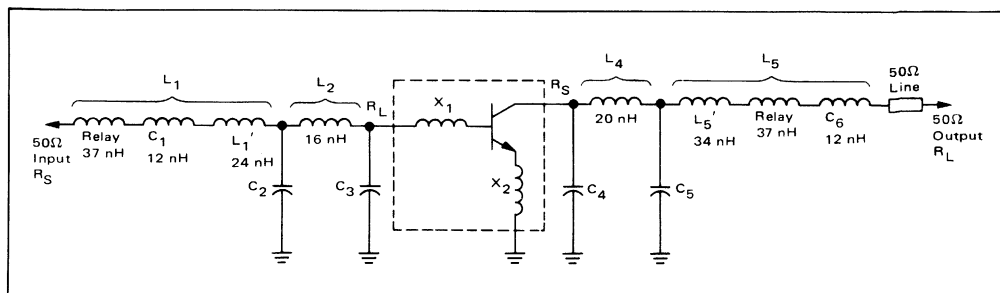 L1
L2
L4
L5
50Ω
Line
RL
X1
RS
Relay
37 nH
C1
12 nH
L1'
24 nH
16 nH
20 nH
L5'
34 nH
Relay
37 nH
C6
12 nH
50Ω
Input
RS
50Ω
Output
RL
C2
C3
X2
C4
C5